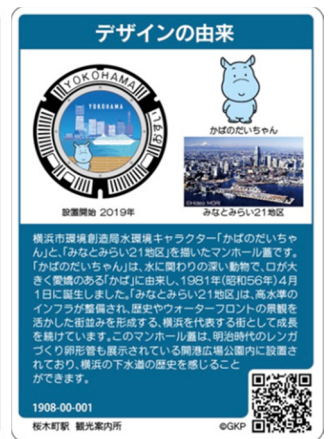 デザインの由来
YOKOHAMA
YOKOHAMA
かばのだいちゃん
©Hideo MORI
設置開始 2019年
みなとみらい21地区
横浜市環境創造局水環境キャラクター「かばのだいちゃ
ん」と、「みなとみらい21地区」を描いたマンホール蓋です。
「かばのだいちゃん」は、水に関わりの深い動物で、口が大
きく愛嬌のある「かば」に由来し、1981年(昭和56年)4月
1日に誕生しました。「みなとみらい21地区」は、高水準の
インフラが整備され、歴史やウォーターフロントの景観を
活かした街並みを形成する、横浜を代表する街として成長
を続けています。このマンホール蓋は、明治時代のレンガ
づくり卵形管も展示されている開港広場公園内に設置さ
れており、横浜の下水道の歴史を感じること
ができます。
1908-00-001
桜木町駅 観光案内所
©GKP